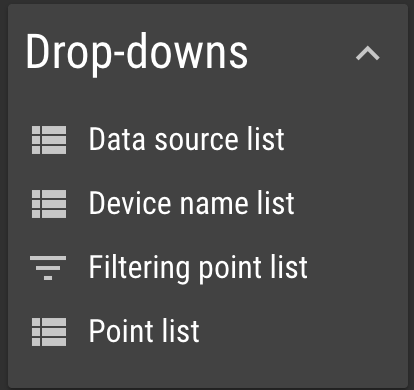 Drop-downs
Data source list
Device name list
Filtering point list
Point list